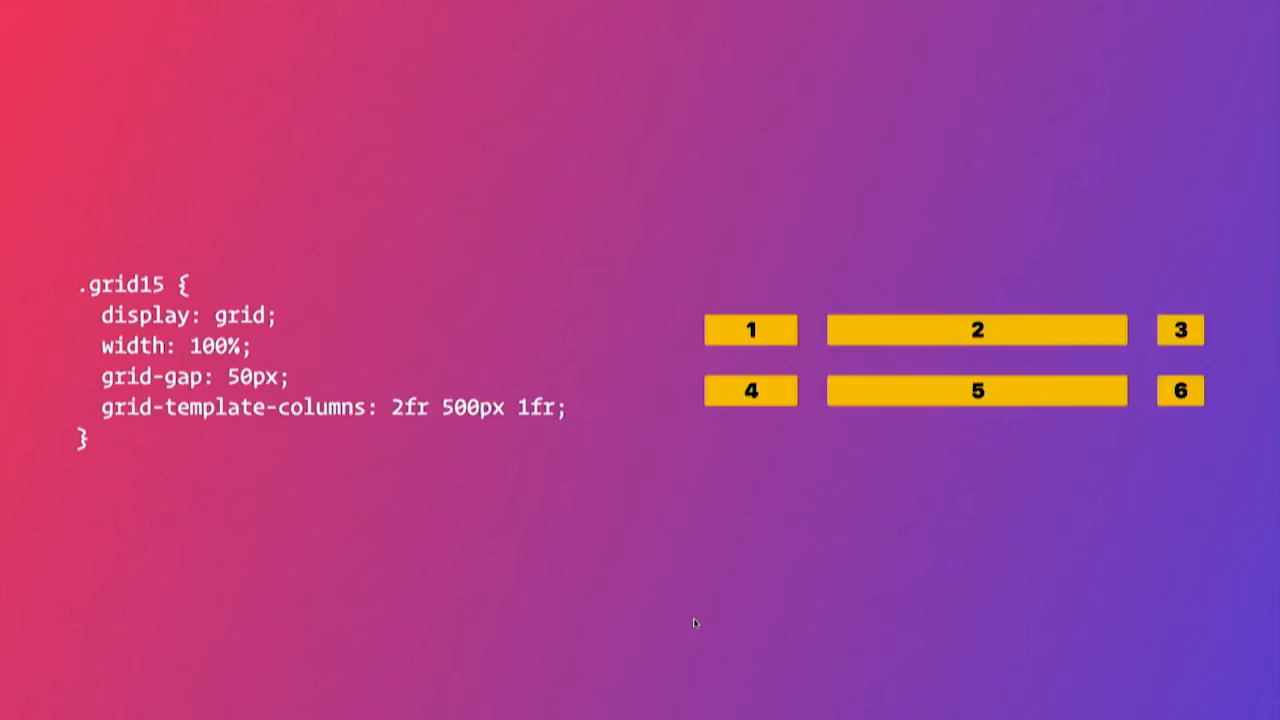 .grid15 {
display: grid;
width: 100%;
grid-gap: 50px;
grid-template-columns: 2fr 500px 1fr;
}
1 2 3
4 5 6